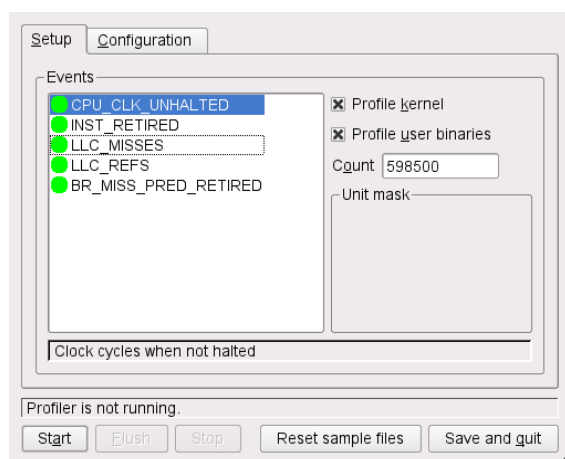 Setup
Configuration
Events
CPU_CLK_UNHALTED
INST_RETIRED
LLC_MISSES
LLC_REFS
BR_MISS_PRED_RETIRED
Profile kernel
Profile user binaries
Count 598500
Unit mask
Clock cycles when not halted
Profiler is not running.
Start Flush Stop Reset sample files Save and quit